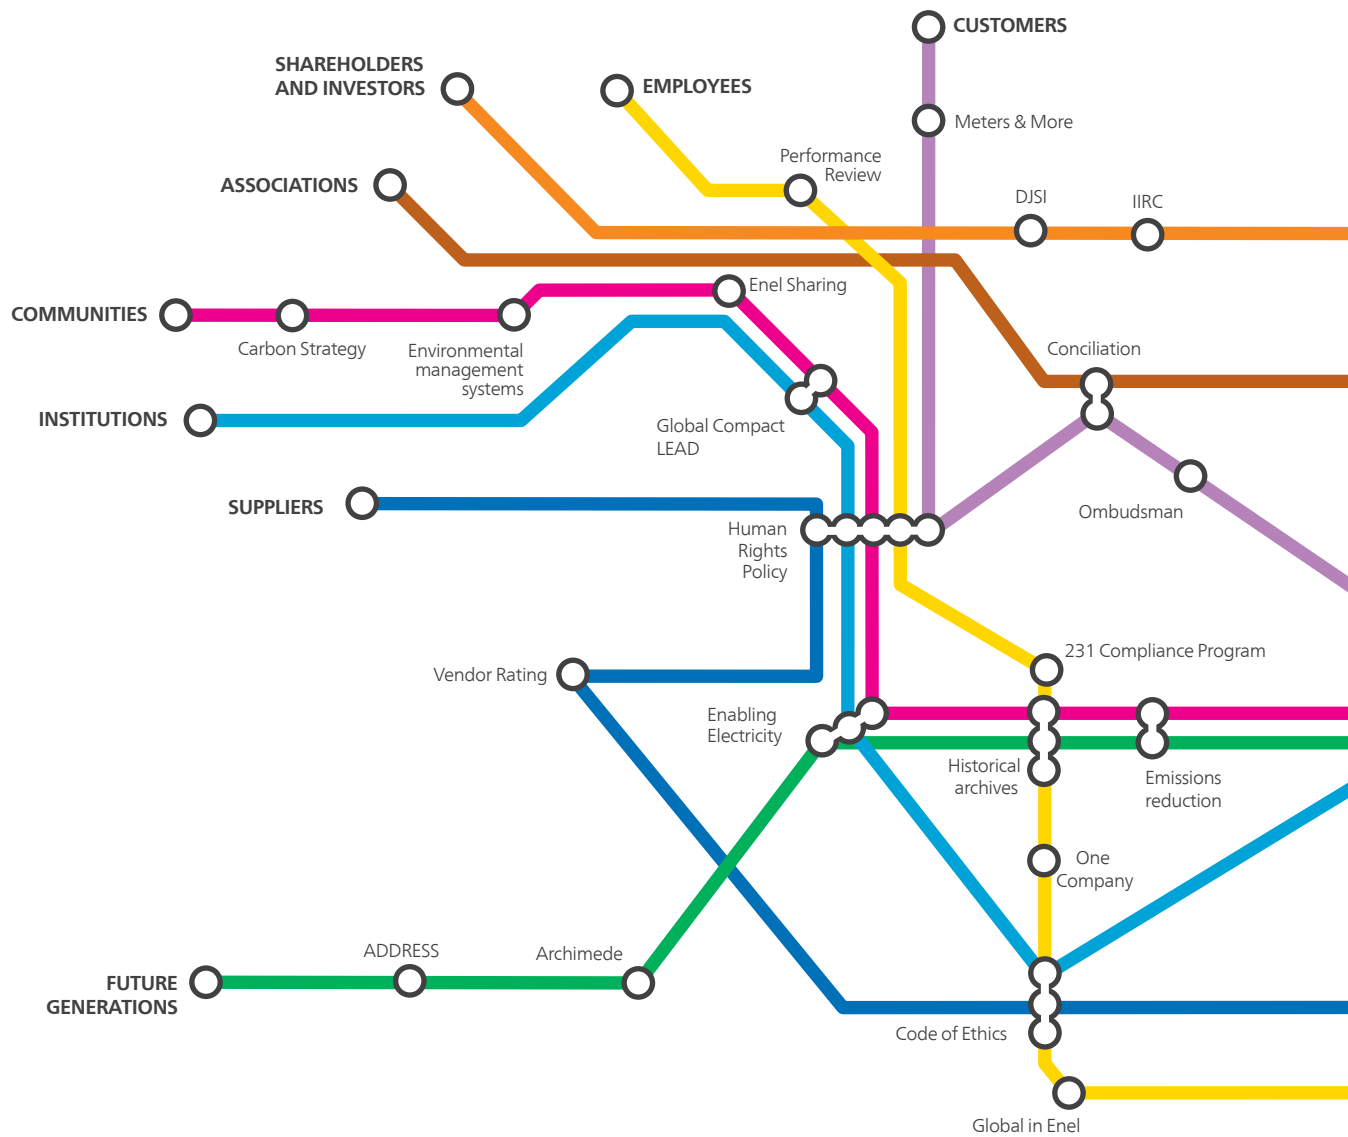 CUSTOMERS
SHAREHOLDERS
AND INVESTORS
EMPLOYEES
Meters & More
Performance
Review
ASSOCIATIONS
DJSI
IIRC
Enel Sharing
COMMUNITIES
Carbon Strategy
Environmental
management
systems
Conciliation
INSTITUTIONS
Global Compact
LEAD
SUPPLIERS
Ombudsman
Human
Rights
Policy
231 Compliance Program
Vendor Rating
Enabling
Electricity
Historical
archives
Emissions
reduction
One
Company
ADDRESS
Archimede
FUTURE
GENERATIONS
Code of Ethics
Global in Enel